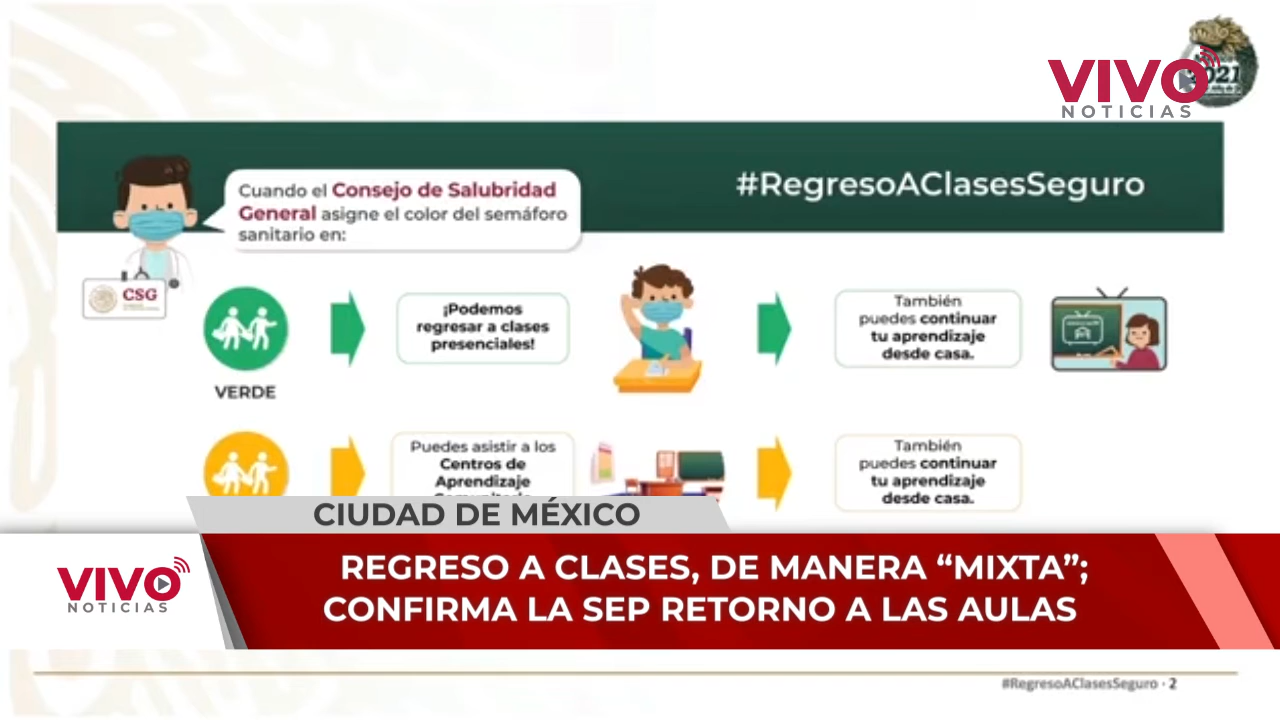 VIVO
NOTICIAS
2021
#RegresoAClasesSeguro
Cuando el Consejo de Salubridad
General asigne el color del semáforo
sanitario en:
CSG
¡Podemos
regresar a clases
presenciales!
También
puedes continuar
tu aprendizaje
desde casa.
VERDE
Puedes asistir a los
Centros de
Aprendizaje
También
puedes continuar
tu aprendizaje
desde casa.
CIUDAD DE MÉXICO
VIVO
NOTICIAS
REGRESO A CLASES, DE MANERA “MIXTA”;
CONFIRMA LA SEP RETORNO A LAS AULAS
#RegresoAClasesSeguro · 2